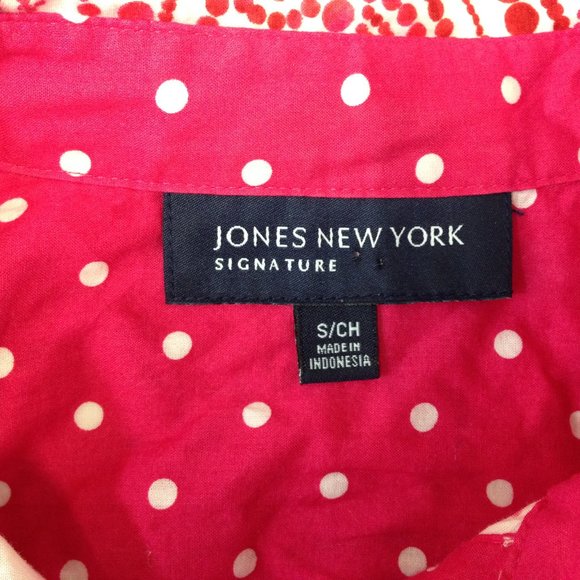 JONES NEW YORK
SIGNATURE
S/CH
MADE IN
INDONESIA